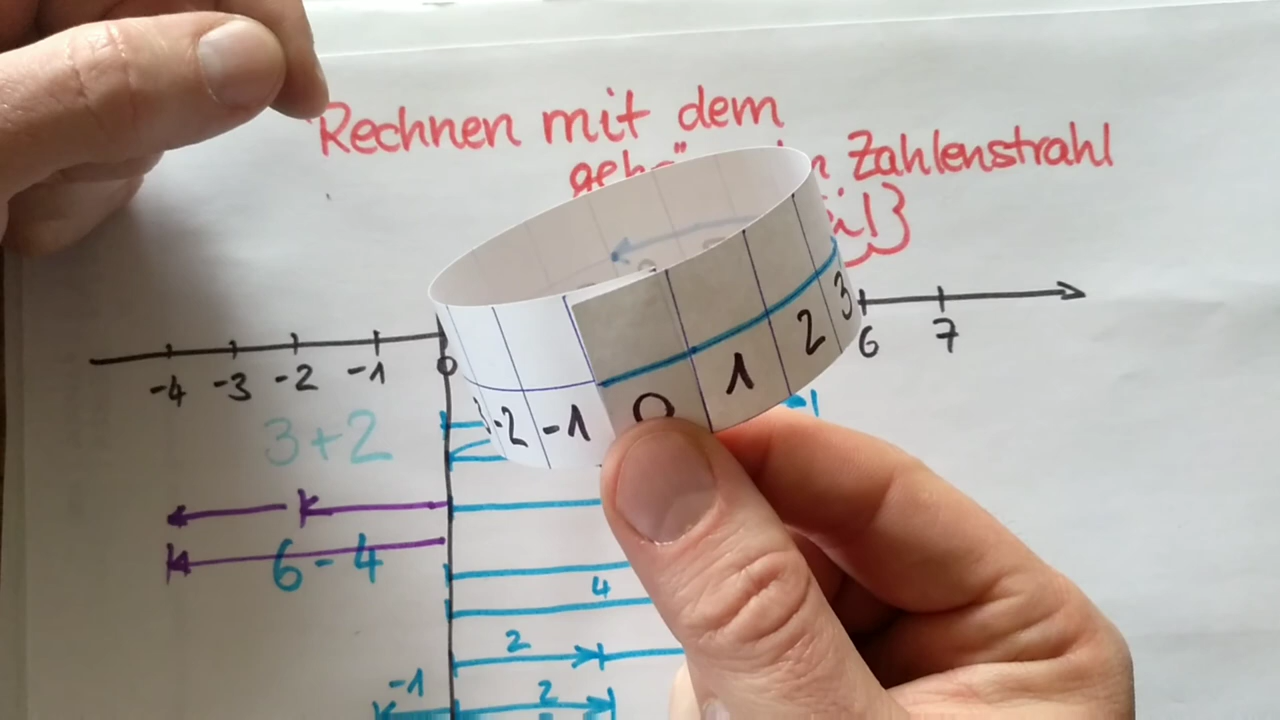 Rechnen mit dem
Zahlenstrahl
-4 -3 -2 -1 0 6 7
3 -2 -1 0 1 2 3
3+2
6-4
4
2
-1 2